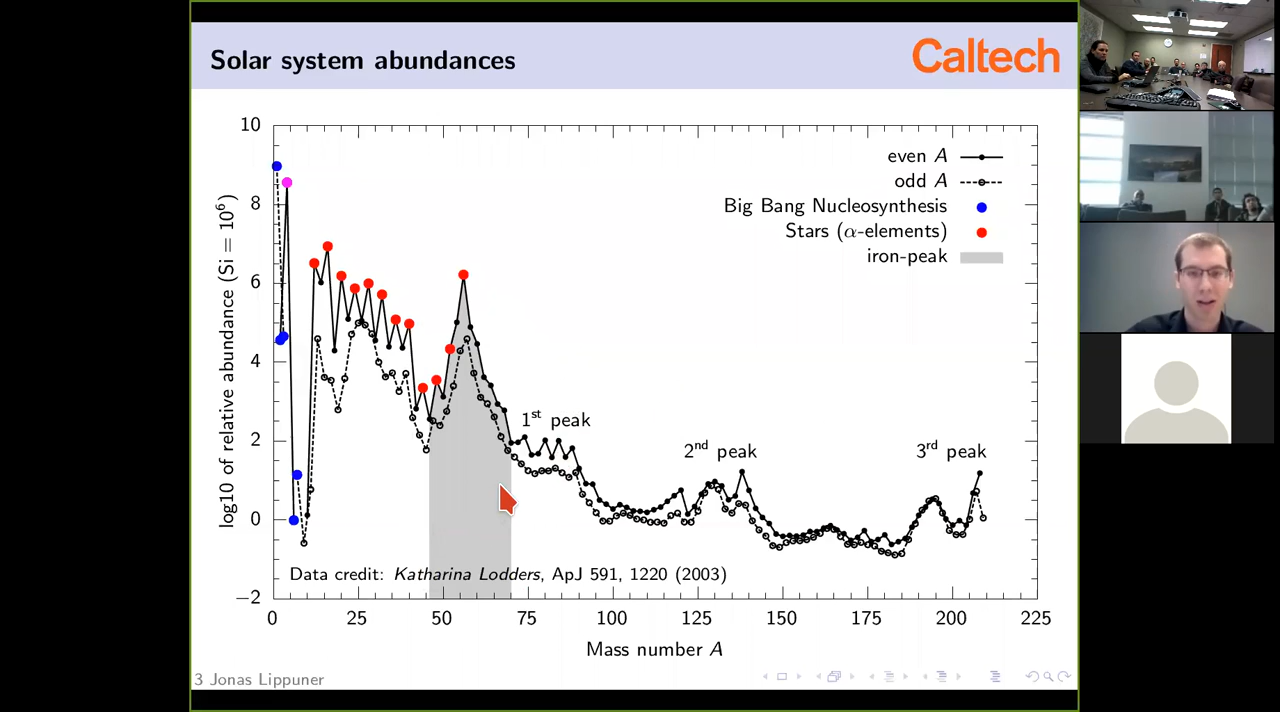 Solar system abundances
Caltech
10
8
6
4
2
0
−2
log10 of relative abundance (Si = 10⁶)
even A
odd A
Big Bang Nucleosynthesis
Stars (α-elements)
iron-peak
1st peak
2nd peak
3rd peak
Data credit: Katharina Lodders, ApJ 591, 1220 (2003)
0 25 50 75 100 125 150 175 200 225
Mass number A
3 Jonas Lippuner